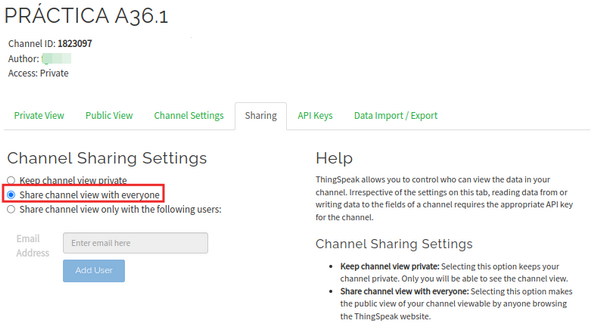 PRÁCTICA A36.1
Channel ID: 1823097
Author:
Access: Private
Private View Public View Channel Settings Sharing API Keys Data Import / Export
Channel Sharing Settings
Keep channel view private
Share channel view with everyone
Share channel view only with the following users:
Email
Address
Enter email here
Add User
Help
ThingSpeak allows you to control who can view the data in your
channel. Irrespective of the settings on this tab, reading data from or
writing data to the fields of a channel requires the appropriate API key
for the channel.
Channel Sharing Settings
Keep channel view private: Selecting this option keeps your
channel private. Only you will be able to see the channel view.
Share channel view with everyone: Selecting this option makes
the public view of your channel viewable by anyone browsing
the ThingSpeak website.